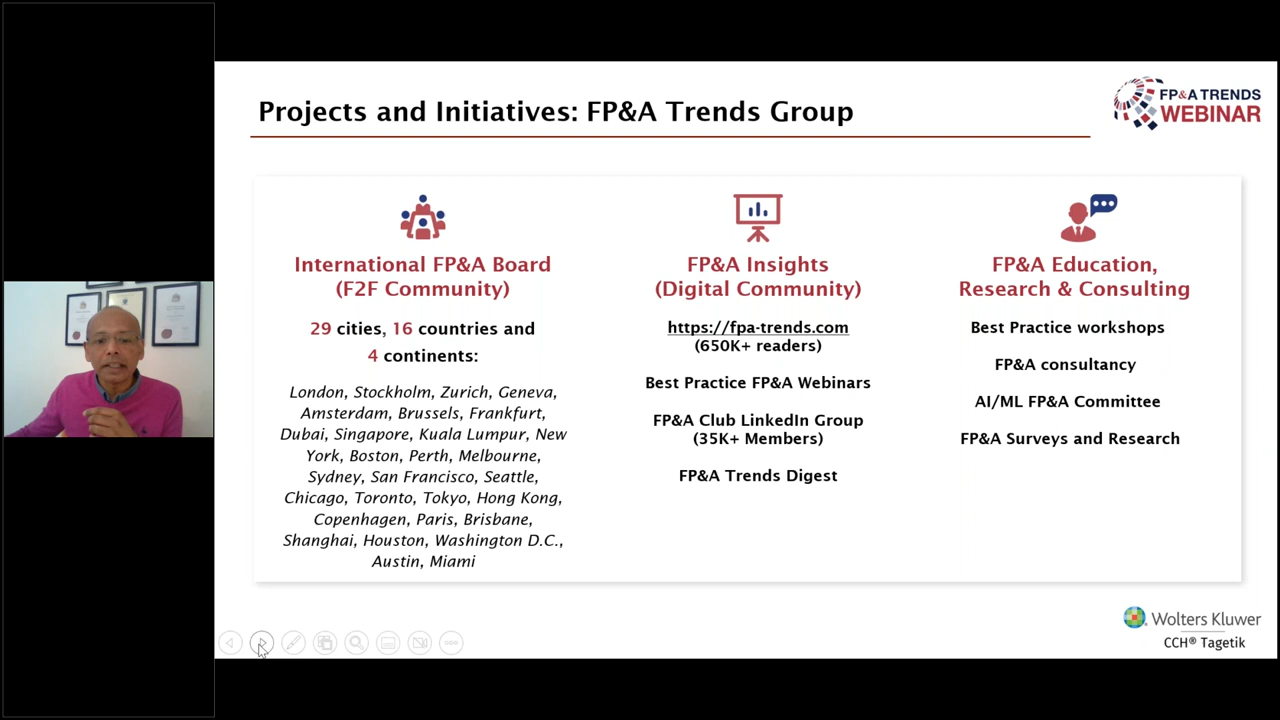 Projects and Initiatives: FP&A Trends Group
FP&A TRENDS
WEBINAR
International FP&A Board
(F2F Community)
29 cities, 16 countries and
4 continents:
London, Stockholm, Zurich, Geneva,
Amsterdam, Brussels, Frankfurt,
Dubai, Singapore, Kuala Lumpur, New
York, Boston, Perth, Melbourne,
Sydney, San Francisco, Seattle,
Chicago, Toronto, Tokyo, Hong Kong,
Copenhagen, Paris, Brisbane,
Shanghai, Houston, Washington D.C.,
Austin, Miami
FP&A Insights
(Digital Community)
https://fpa-trends.com
(650K+ readers)
Best Practice FP&A Webinars
FP&A Club LinkedIn Group
(35K+ Members)
FP&A Trends Digest
FP&A Education,
Research & Consulting
Best Practice workshops
FP&A consultancy
AI/ML FP&A Committee
FP&A Surveys and Research
Wolters Kluwer
CCH® Tagetik